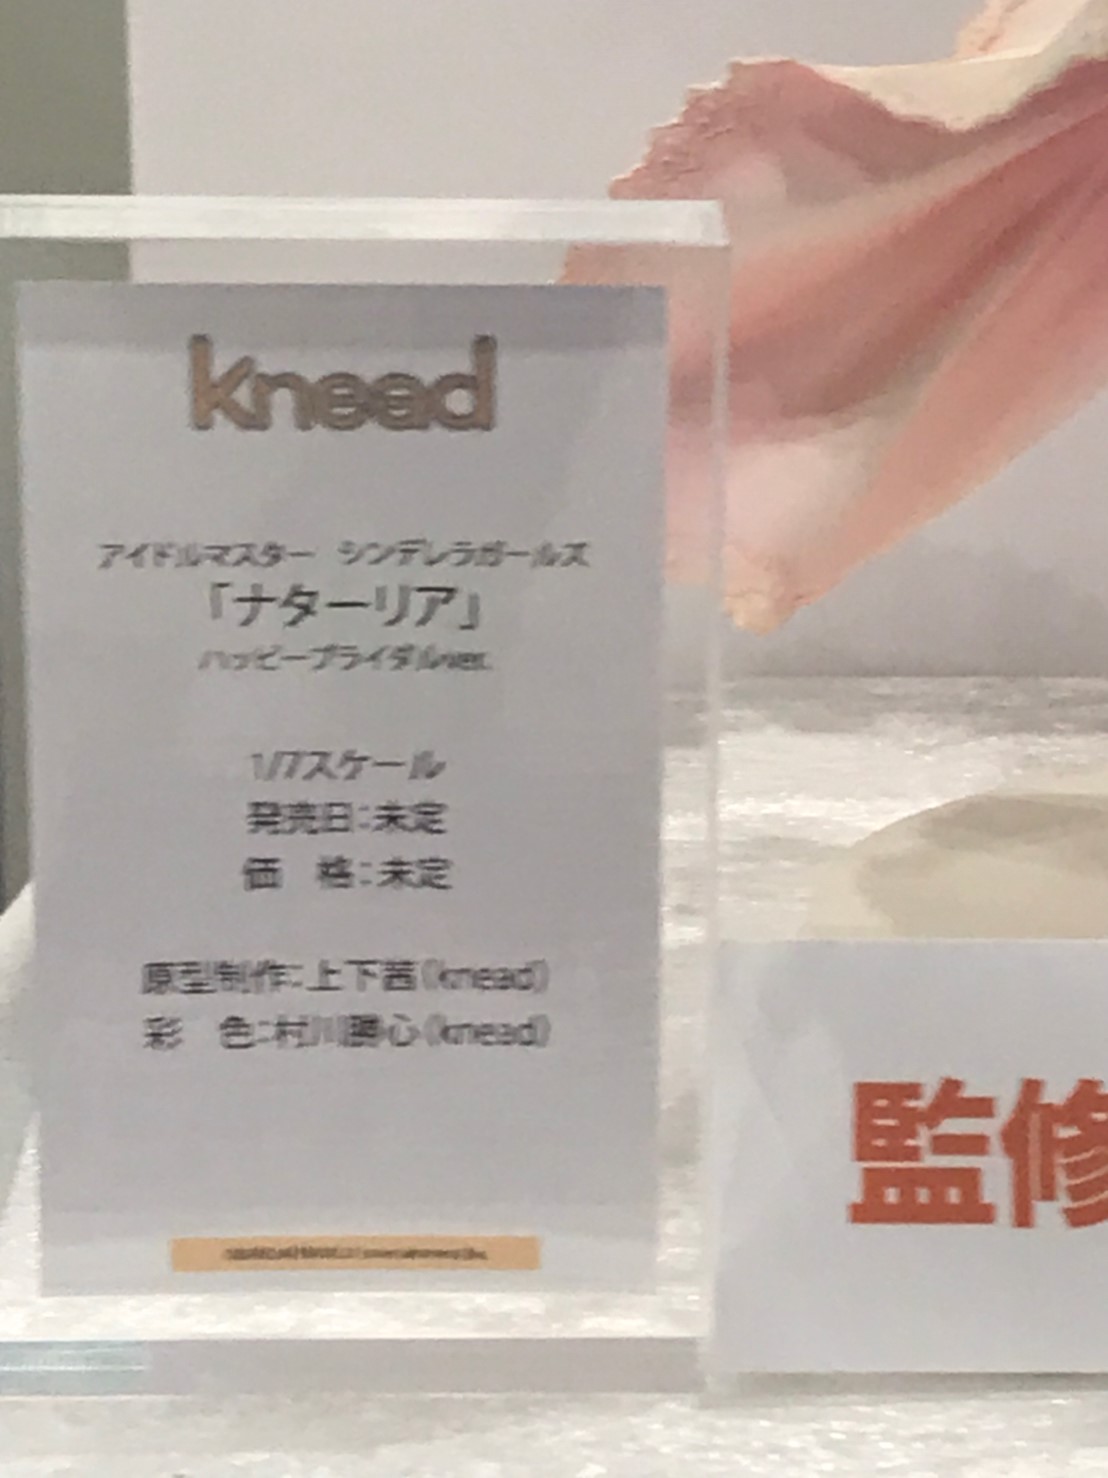 knead
アイドルマスター シンデレラガールズ
「ナターリア」
ハッピーブライダルver.
1/7スケール
発売日:未定
価 格:未定
原型制作:上下茜(knead)
彩 色:村川勝心(knead)
監修